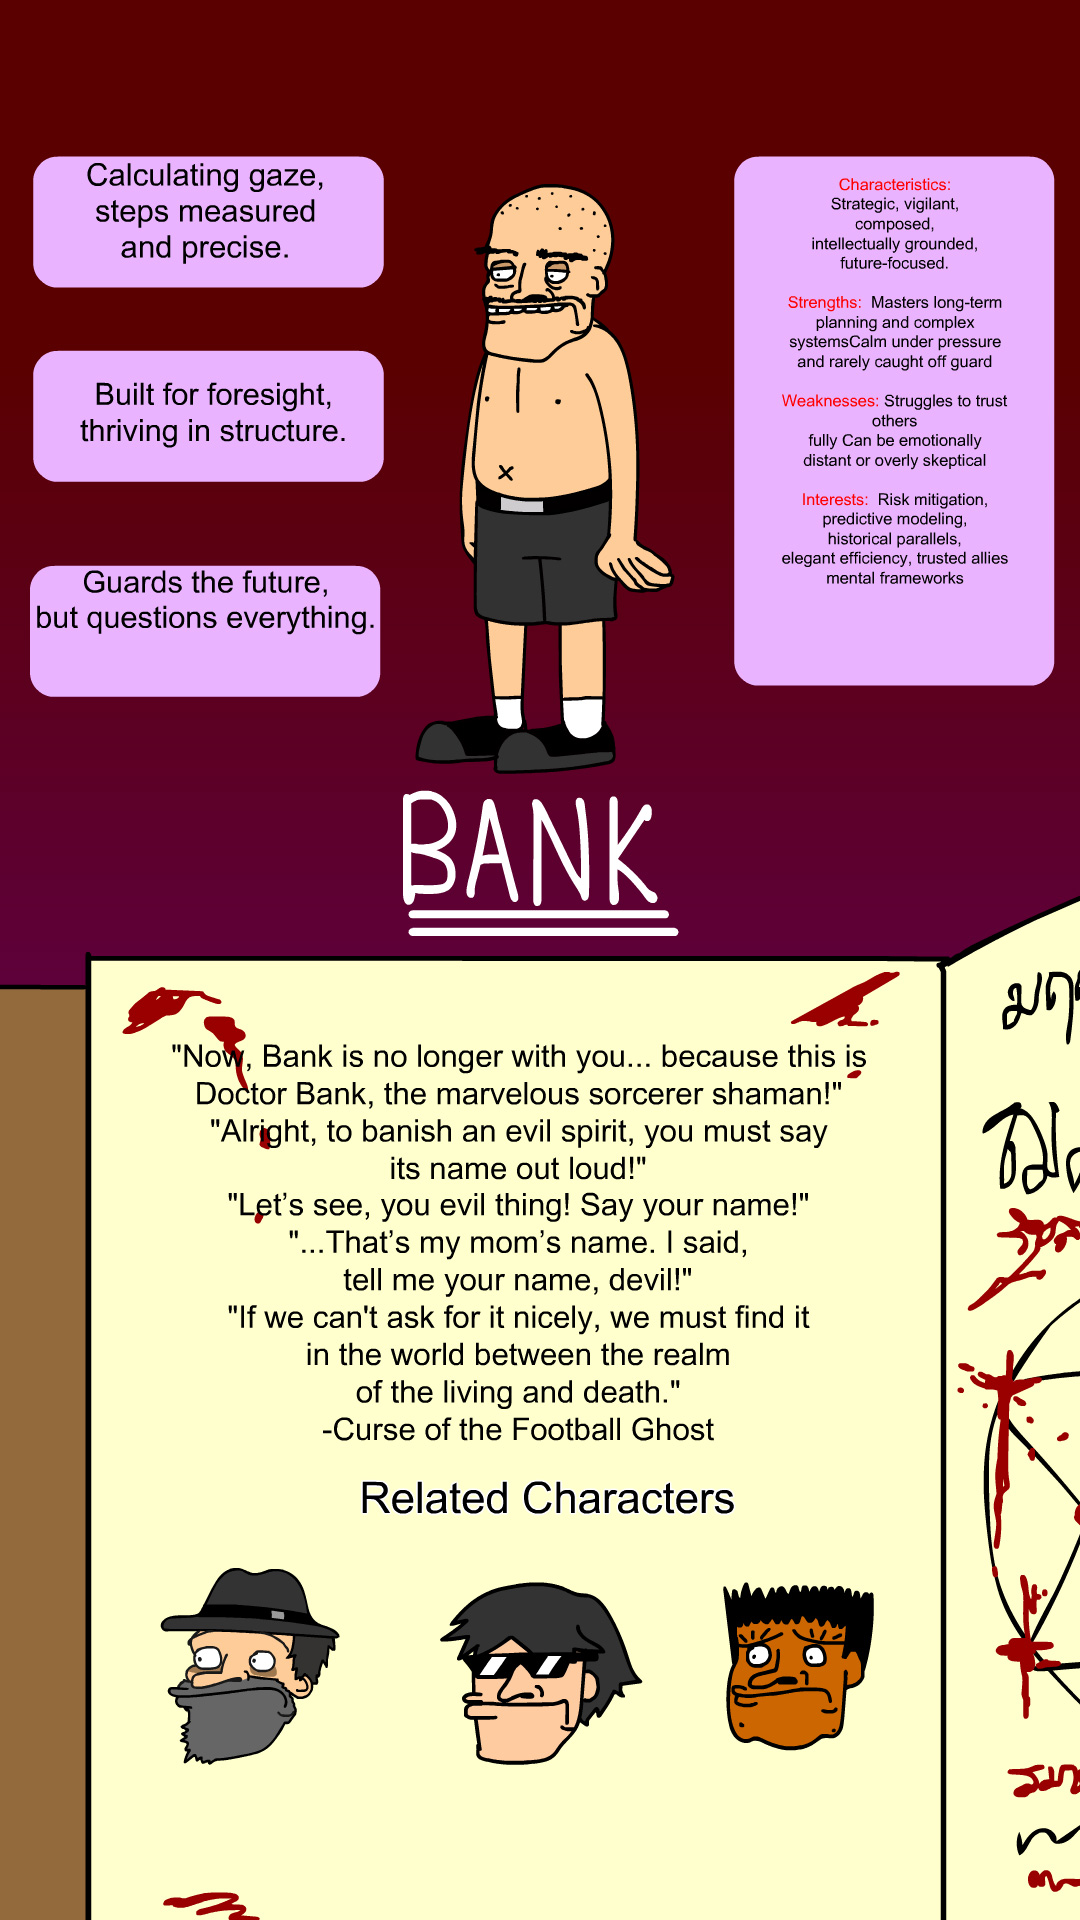 Calculating gaze,
steps measured
and precise.
Built for foresight,
thriving in structure.
Guards the future,
but questions everything.
Characteristics:
Strategic, vigilant,
composed,
intellectually grounded,
future-focused.
Strengths: Masters long-term
planning and complex
systemsCalm under pressure
and rarely caught off guard
Weaknesses: Struggles to trust
others
fully Can be emotionally
distant or overly skeptical
Interests: Risk mitigation,
predictive modeling,
historical parallels,
elegant efficiency, trusted allies
mental frameworks
BANK
"Now, Bank is no longer with you... because this is
Doctor Bank, the marvelous sorcerer shaman!"
"Alright, to banish an evil spirit, you must say
its name out loud!"
"Let’s see, you evil thing! Say your name!"
"...That’s my mom’s name. I said,
tell me your name, devil!"
"If we can't ask for it nicely, we must find it
in the world between the realm
of the living and death."
-Curse of the Football Ghost
Related Characters